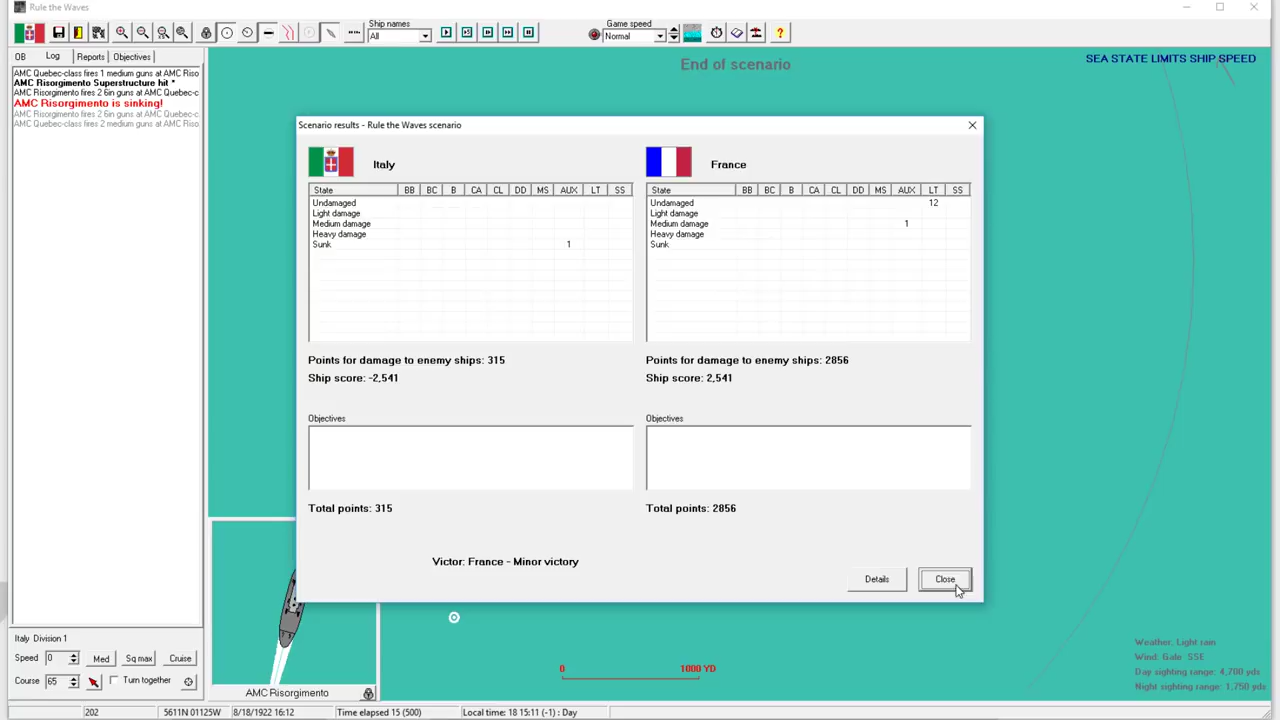 Rule the Waves
Ship names
All
Game speed
Normal
OB Log Reports Objectives
AMC Quebec-class fires 1 medium guns at AMC Riso
AMC Risorgimento Superstructure hit *
AMC Risorgimento fires 2 6in guns at AMC Quebec-c
AMC Risorgimento is sinking!
AMC Risorgimento fires 2 6in guns at AMC Quebec-c
AMC Quebec-class fires 2 medium guns at AMC Riso
End of scenario
SEA STATE LIMITS SHIP SPEED
Scenario results - Rule the Waves scenario
Italy
State BB BC B CA CL DD MS AUX LT SS
Undamaged
Light damage
Medium damage
Heavy damage
Sunk 1
Points for damage to enemy ships: 315
Ship score: -2,541
Objectives
Total points: 315
France
State BB BC B CA CL DD MS AUX LT SS
Undamaged 12
Light damage
Medium damage 1
Heavy damage
Sunk
Points for damage to enemy ships: 2856
Ship score: 2,541
Objectives
Total points: 2856
Victor: France - Minor victory
Details Close
Italy Division 1
Speed 0 Med Sq max Cruise
Course 65 Turn together
AMC Risorgimento
0 1000 YD
Weather. Light rain
Wind. Gale SSE
Day sighting range: 4,700 yds
Night sighting range: 1,750 yds
202 5611N 01125W 8/18/1922 16:12 Time elapsed 15 (500) Local time: 18 15:11 (-1) : Day